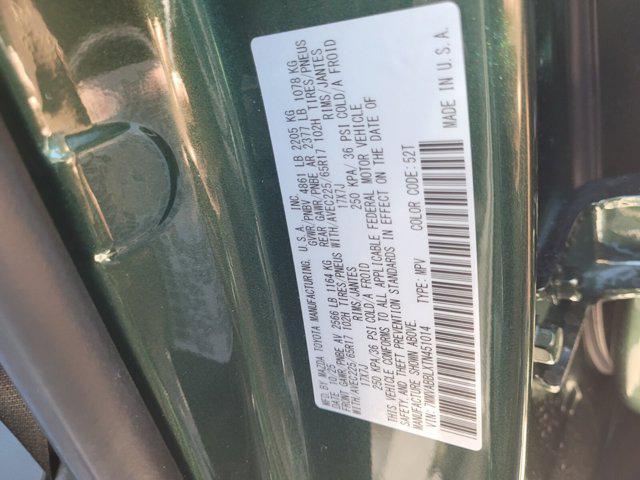 MFD. BY MAZDA TOYOTA MANUFACTURING, U.S.A., INC.
DATE: 10/25 GVWR/PNBV 4861 LB 2205 KG
FRONT GAWR/PNBE AV 2566 LB 1164 KG REAR GAWR/PNBE AR 2377 LB 1078 KG
WITH/AVEC225/65R17 102H TIRES/PNEUS WITH/AVEC225/65R17 102H TIRES/PNEUS
17X7J RIMS/JANTES 17X7J RIMS/JANTES
250 KPA/36 PSI COLD/A FROID 250 KPA/ 36 PSI COLD/A FROID
THIS VEHICLE CONFORMS TO ALL APPLICABLE FEDERAL MOTOR VEHICLE
SAFETY AND THEFT PREVENTION STANDARDS IN EFFECT ON THE DATE OF
MANUFACTURE SHOWN ABOVE.
TYPE: MPV COLOR CODE: 52T MADE IN U.S.A.